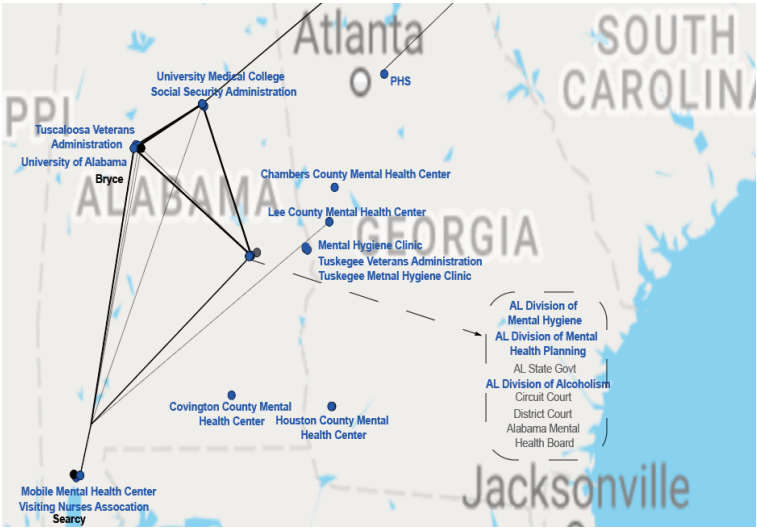 Atlanta
SOUTH
CAROLINA
PPI
ALABAMA
GEORGIA
Jacksonville
University Medical College
Social Security Administration
PHS
Tuscaloosa Veterans
Administration
University of Alabama
Bryce
Chambers County Mental Health Center
Lee County Mental Health Center
Mental Hygiene Clinic
Tuskegee Veterans Administration
Tuskegee Metnal Hygiene Clinic
AL Division of
Mental Hygiene
AL Division of Mental
Health Planning
AL State Govt
AL Division of Alcoholism
Circuit Court
District Court
Alabama Mental
Health Board
Covington County Mental
Health Center
Houston County Mental
Health Center
Mobile Mental Health Center
Visiting Nurses Assocation
Searcy